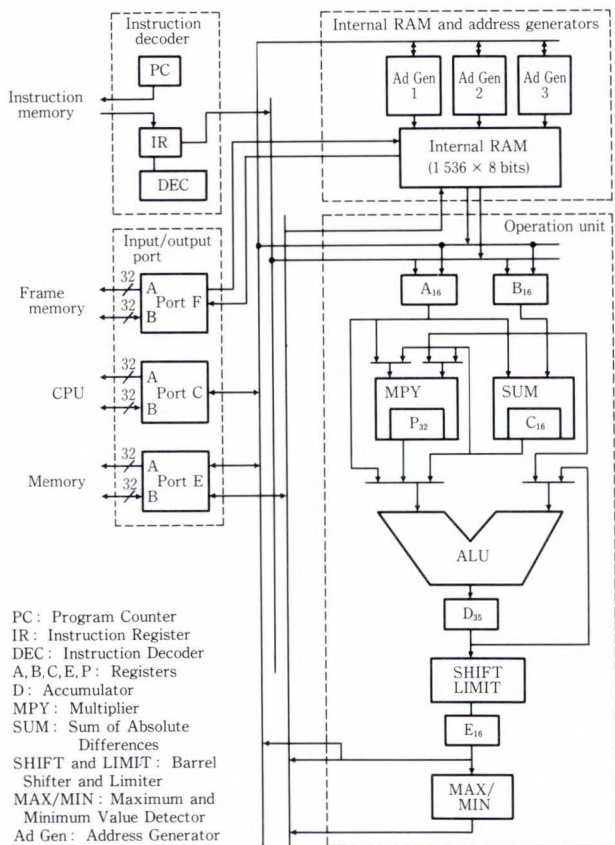 Instruction
decoder
PC
Instruction
memory
IR
DEC
Internal RAM and address generators
Ad Gen
1
Ad Gen
2
Ad Gen
3
Internal RAM
(1 536 × 8 bits)
Input/output
port
Frame
memory
32
A
32
B
Port F
CPU
32
A
32
B
Port C
Memory
32
A
32
B
Port E
Operation unit
A16
B16
MPY
P32
SUM
C16
ALU
D35
SHIFT
LIMIT
E16
MAX/
MIN
PC: Program Counter
IR: Instruction Register
DEC: Instruction Decoder
A, B, C, E, P: Registers
D: Accumulator
MPY: Multiplier
SUM: Sum of Absolute
Differences
SHIFT and LIMIT: Barrel
Shifter and Limiter
MAX/MIN: Maximum and
Minimum Value Detector
Ad Gen: Address Generator